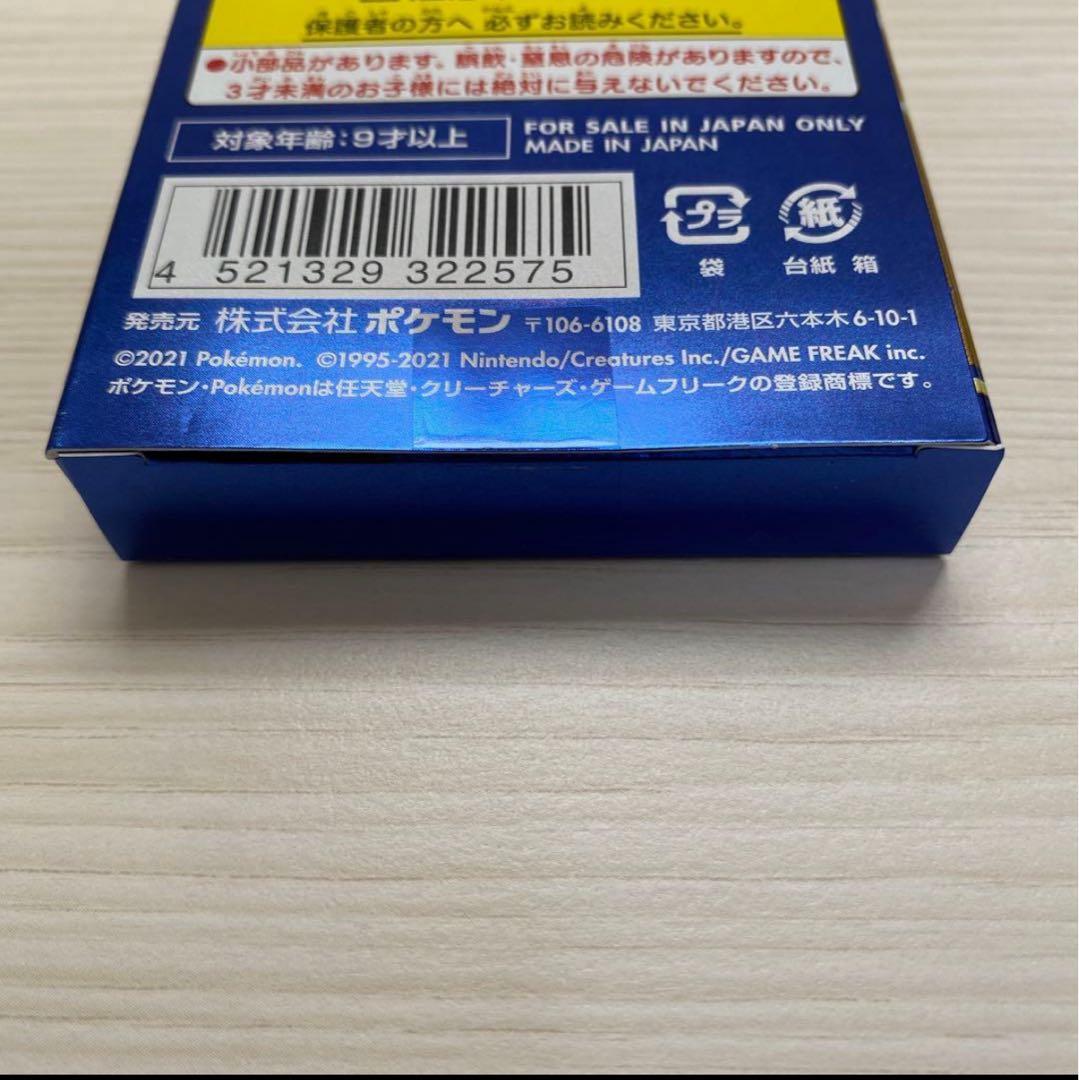 保護者の方へ 必ずお読みください。
●小部品があります。誤飲・窒息の危険がありますので、
3才未満のお子様には絶対に与えないでください。
対象年齢:9才以上
FOR SALE IN JAPAN ONLY
MADE IN JAPAN
プラ
紙
袋
台紙 箱
4 521329 322575
発売元 株式会社 ポケモン 〒106-6108 東京都港区六本木6-10-1
©2021 Pokémon. ©1995-2021 Nintendo/Creatures Inc./GAME FREAK inc.
ポケモン・Pokémonは任天堂・クリーチャーズ・ゲームフリークの登録商標です。